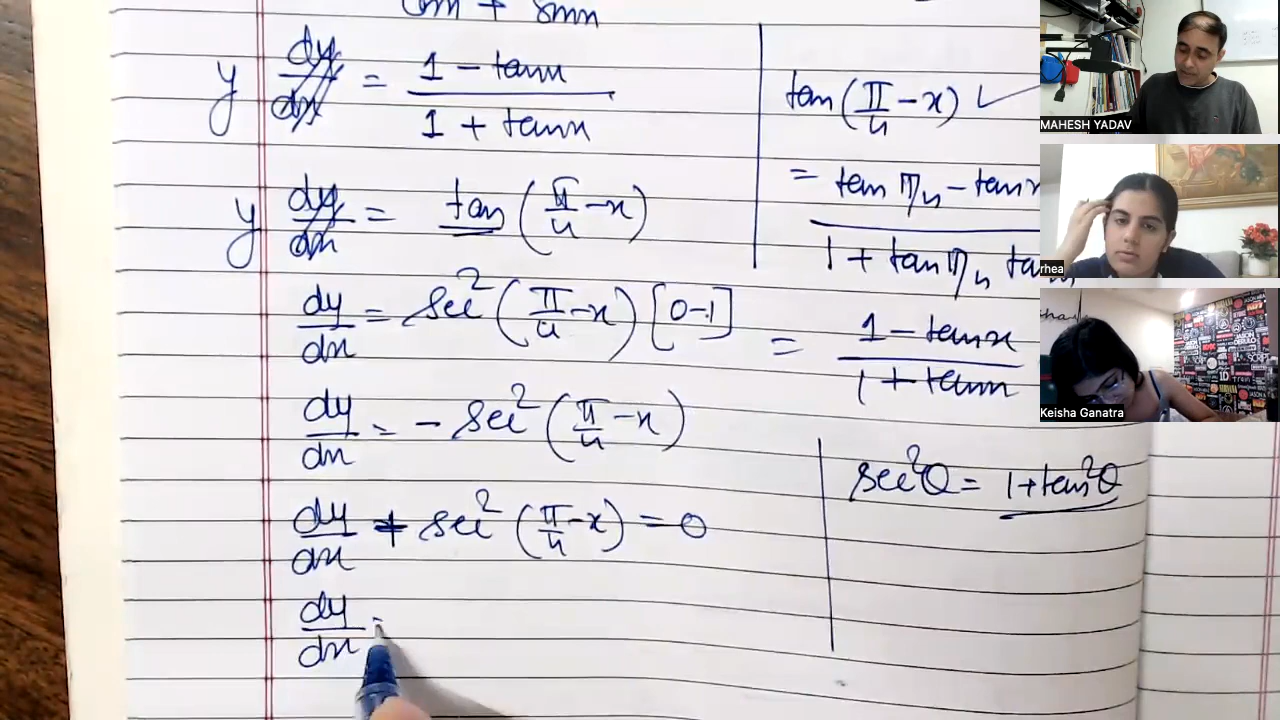 y dy/dx = 1 - tanx / 1 + tanx
y dy/dx = tan (π/4 - x)
dy/dx = sec² (π/4 - x) [0-1]
dy/dx = - sec² (π/4 - x)
dy/dx + sec² (π/4 - x) = 0
dy/dx =
tan (π/4 - x) ✓
= tan π/4 - tanx / 1 + tan π/4 tanx
= 1 - tanx / 1 + tanx
sec²θ = 1+tan²θ
MAHESH YADAV
rhea
Keisha Ganatra